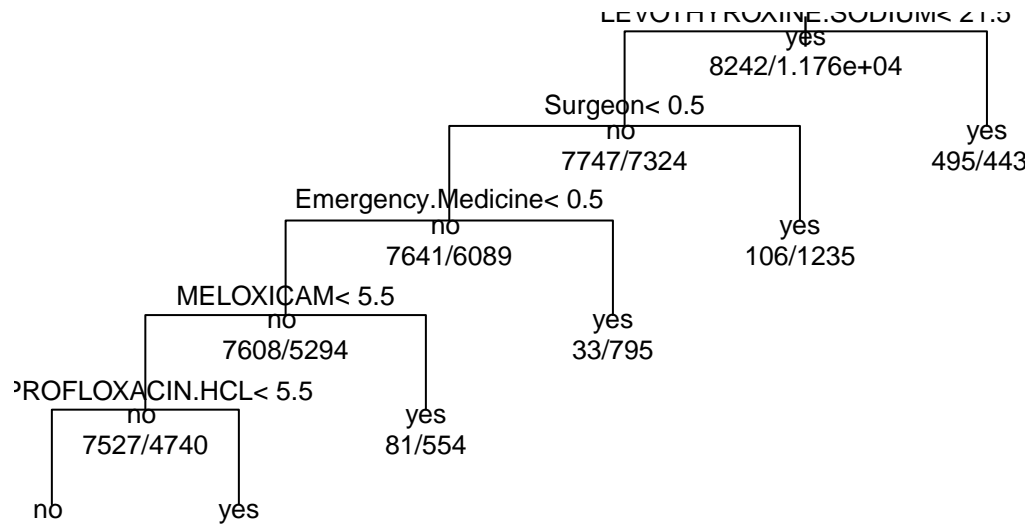 LEVOTHYROXINE.SODIUM< 21.5
yes
8242/1.176e+04
Surgeon< 0.5
no
7747/7324
yes
495/443
Emergency.Medicine< 0.5
no
7641/6089
yes
106/1235
MELOXICAM< 5.5
no
7608/5294
yes
33/795
PROFLOXACIN.HCL< 5.5
no
7527/4740
yes
81/554
no
yes